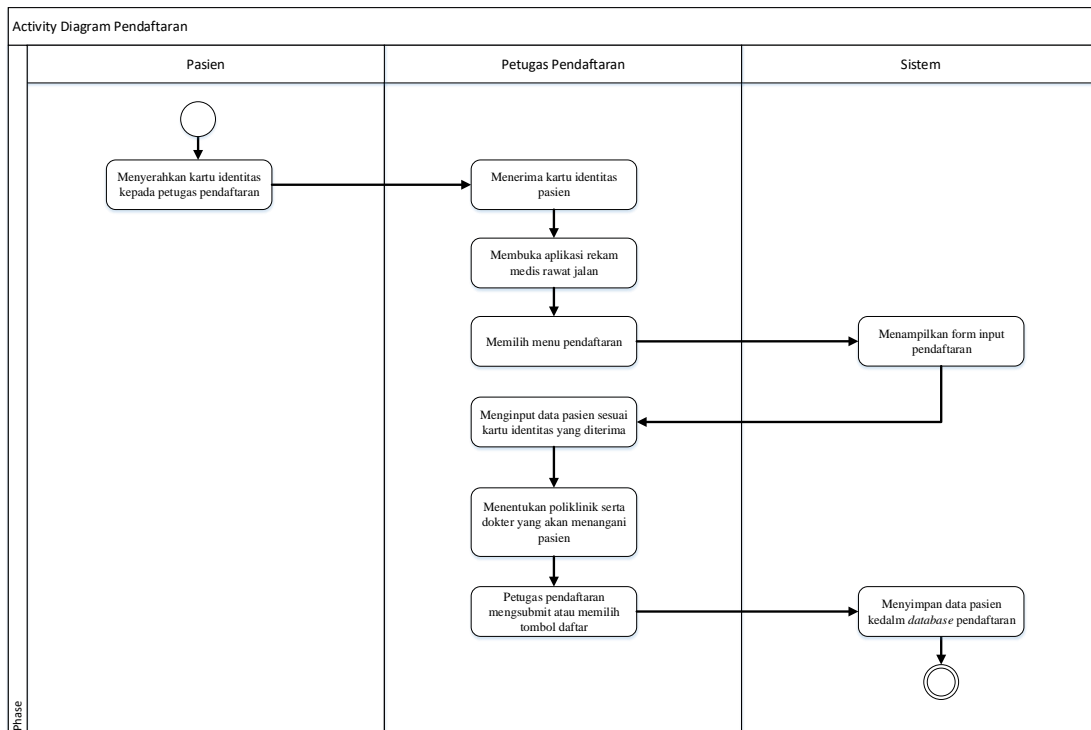 Activity Diagram Pendaftaran
Pasien
Petugas Pendaftaran
Sistem
Menyerahkan kartu identitas
kepada petugas pendaftaran
Menerima kartu identitas
pasien
Membuka aplikasi rekam
medis rawat jalan
Memilih menu pendaftaran
Menampilkan form input
pendaftaran
Menginput data pasien sesuai
kartu identitas yang diterima
Menentukan poliklinik serta
dokter yang akan menangani
pasien
Petugas pendaftaran
mengsubmit atau memilih
tombol daftar
Menyimpan data pasien
kedalm database pendaftaran
Phase